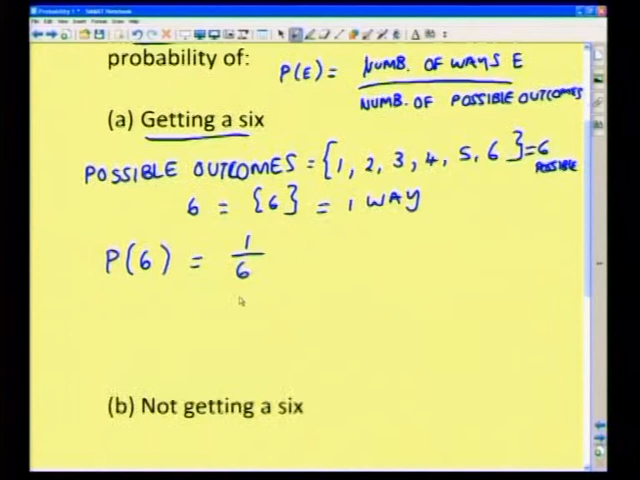 probability of:
P(E) = NUMB. OF WAYS E
NUMB. OF POSSIBLE OUTCOMES
(a) Getting a six
POSSIBLE OUTCOMES = {1, 2, 3, 4, 5, 6} = 6
POSSIBLE
6 = {6} = 1 WAY
P(6) = 1
6
(b) Not getting a six